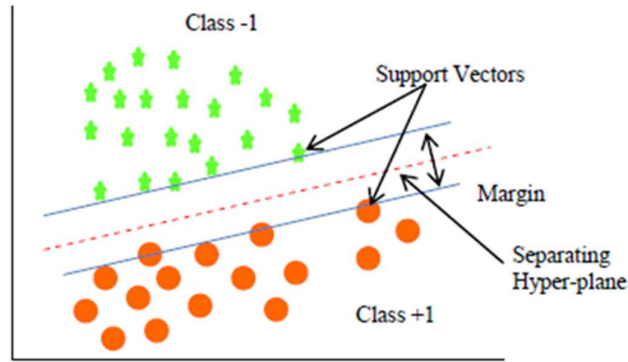 Class -1
Support Vectors
Margin
Separating
Hyper-plane
Class +1